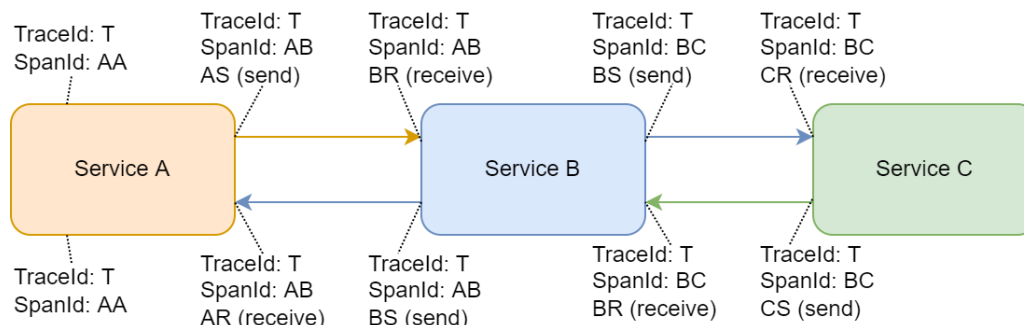 TraceId: T
SpanId: AA
TraceId: T
SpanId: AB
AS (send)
TraceId: T
SpanId: AB
BR (receive)
TraceId: T
SpanId: BC
BS (send)
TraceId: T
SpanId: BC
CR (receive)
Service A
Service B
Service C
TraceId: T
SpanId: AA
TraceId: T
SpanId: AB
AR (receive)
TraceId: T
SpanId: AB
BS (send)
TraceId: T
SpanId: BC
BR (receive)
TraceId: T
SpanId: BC
CS (send)